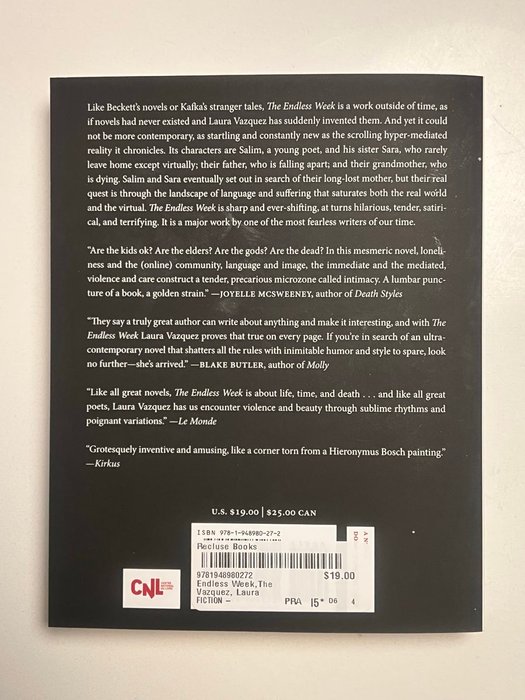 Like Beckett's novels or Kafka's stranger tales, The Endless Week is a work outside of time, as
if novels had never existed and Laura Vazquez has suddenly invented them. And yet it could
not be more contemporary, as startling and constantly new as the scrolling hyper-mediated
reality it chronicles. Its characters are Salim, a young poet, and his sister Sara, who rarely
leave home except virtually; their father, who is falling apart; and their grandmother, who
is dying. Salim and Sara eventually set out in search of their long-lost mother, but their real
quest is through the landscape of language and suffering that saturates both the real world
and the virtual. The Endless Week is sharp and ever-shifting, at turns hilarious, tender, satiri-
cal, and terrifying. It is a major work by one of the most fearless writers of our time.
“Are the kids ok? Are the elders? Are the gods? Are the dead? In this mesmeric novel, loneli-
ness and the (online) community, language and image, the immediate and the mediated,
violence and care construct a tender, precarious microzone called intimacy. A lumbar punc-
ture of a book, a golden strain.” —JOYELLE MCSWEENEY, author of Death Styles
“They say a truly great author can write about anything and make it interesting, and with The
Endless Week Laura Vazquez proves that true on every page. If you're in search of an ultra-
contemporary novel that shatters all the rules with inimitable humor and style to spare, look
no further—she's arrived.” —BLAKE BUTLER, author of Molly
“Like all great novels, The Endless Week is about life, time, and death . . . and like all great
poets, Laura Vazquez has us encounter violence and beauty through sublime rhythms and
poignant variations.” —Le Monde
“Grotesquely inventive and amusing, like a corner torn from a Hieronymus Bosch painting.”
—Kirkus
U.S. $19.00 | $25.00 CAN
ISBN 978-1-948980-27-2
Recluse Books
9781948980272 $19.00
Endless Week,The
Vazquez, Laura
FICTION – PRA 15* 06 4
CNL